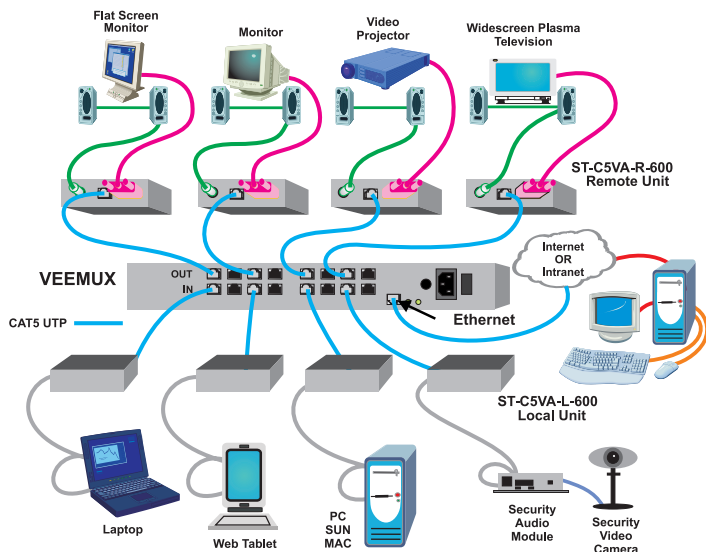 Flat Screen
Monitor
Monitor
Video
Projector
Widescreen Plasma
Television
ST-C5VA-R-600
Remote Unit
VEEMUX
OUT
IN
Internet
OR
Intranet
Ethernet
CAT5 UTP
ST-C5VA-L-600
Local Unit
Laptop
Web Tablet
PC
SUN
MAC
Security
Audio
Module
Security
Video
Camera